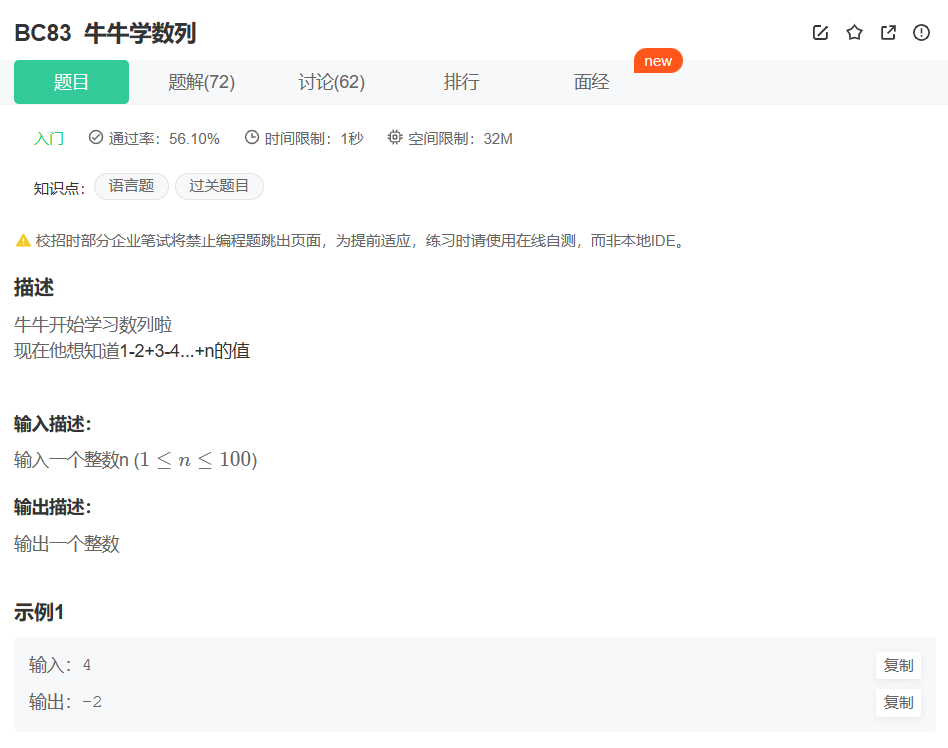 BC83 牛牛学数列
题目 题解(72) 讨论(62) 排行 面经 new
入门 通过率：56.10% 时间限制：1秒 空间限制：32M
知识点： 语言题 过关题目
校招时部分企业笔试将禁止编程题跳出页面，为提前适应，练习时请使用在线自测，而非本地IDE。
描述
牛牛开始学习数列啦
现在他想知道1-2+3-4...+n的值
输入描述：
输入一个整数n (1 ≤ n ≤ 100)
输出描述：
输出一个整数
示例1
输入：4 复制
输出：-2 复制